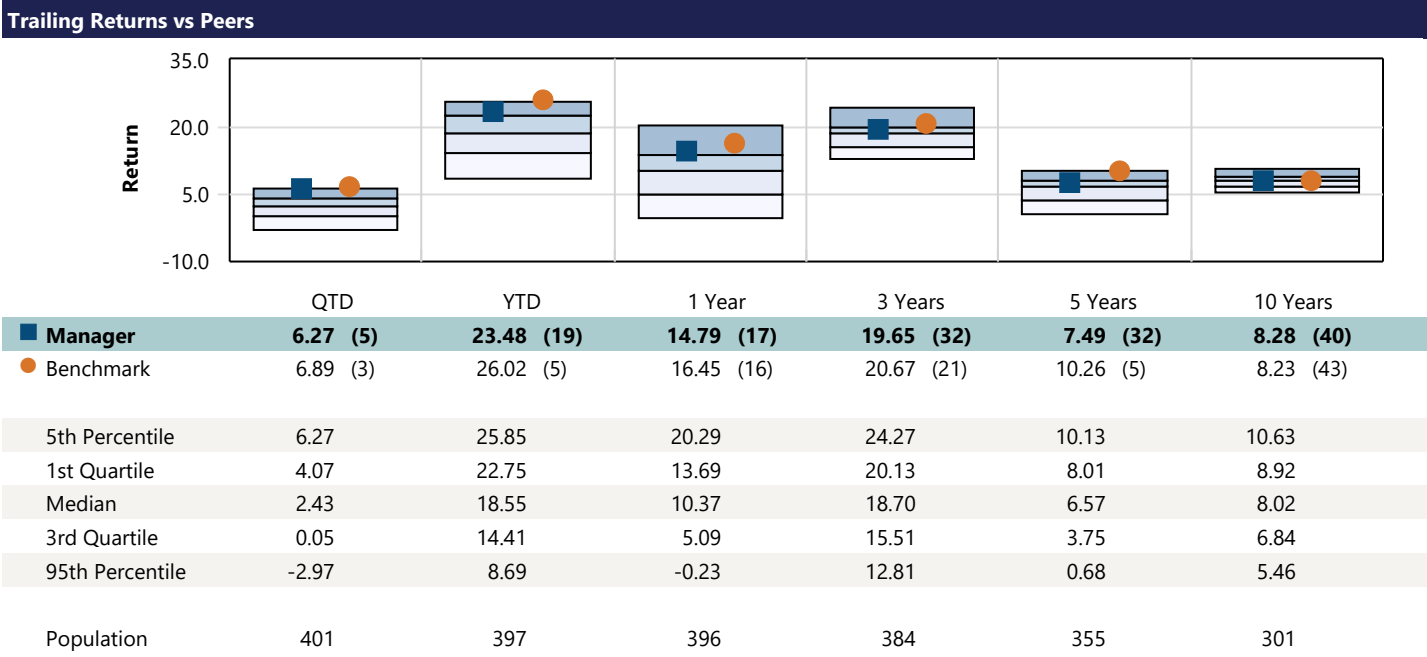 Trailing Returns vs Peers
35.0
20.0
5.0
-10.0
Return
QTD YTD 1 Year 3 Years 5 Years 10 Years
Manager 6.27 (5) 23.48 (19) 14.79 (17) 19.65 (32) 7.49 (32) 8.28 (40)
Benchmark 6.89 (3) 26.02 (5) 16.45 (16) 20.67 (21) 10.26 (5) 8.23 (43)
5th Percentile 6.27 25.85 20.29 24.27 10.13 10.63
1st Quartile 4.07 22.75 13.69 20.13 8.01 8.92
Median 2.43 18.55 10.37 18.70 6.57 8.02
3rd Quartile 0.05 14.41 5.09 15.51 3.75 6.84
95th Percentile -2.97 8.69 -0.23 12.81 0.68 5.46
Population 401 397 396 384 355 301